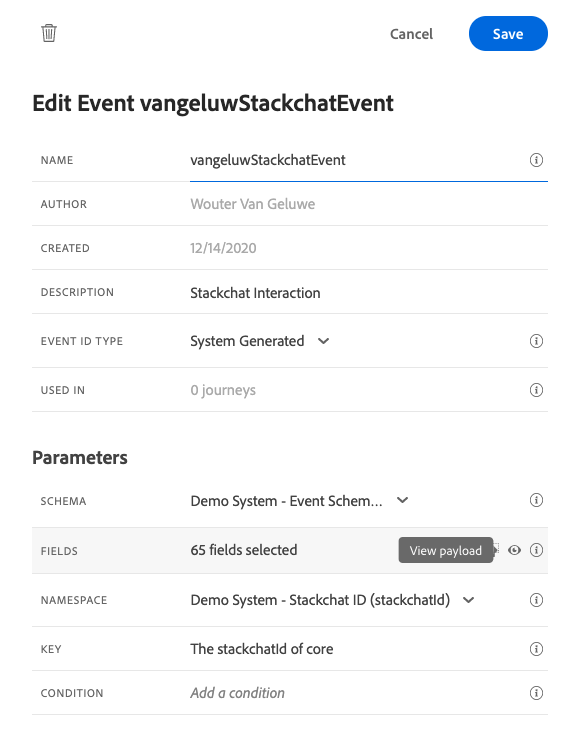 Cancel Save
Edit Event vangeluwStackchatEvent
NAME vangeluwStackchatEvent
AUTHOR Wouter Van Geluwe
CREATED 12/14/2020
DESCRIPTION Stackchat Interaction
EVENT ID TYPE System Generated
USED IN 0 journeys
Parameters
SCHEMA Demo System - Event Schem...
FIELDS 65 fields selected View payload
NAMESPACE Demo System - Stackchat ID (stackchatId)
KEY The stackchatId of core
CONDITION Add a condition